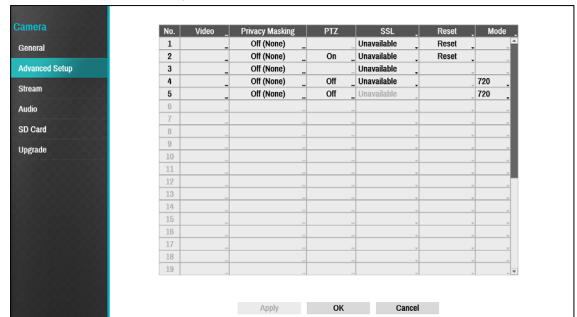 Camera
General
Advanced Setup
Stream
Audio
SD Card
Upgrade
No. Video Privacy Masking PTZ SSL Reset Mode
1 Off (None) Unavailable Reset
2 Off (None) On Unavailable Reset
3 Off (None) Unavailable
4 Off (None) Off Unavailable 720
5 Off (None) Off Unavailable 720
6
7
8
9
10
11
12
13
14
15
16
17
18
19
Apply OK Cancel